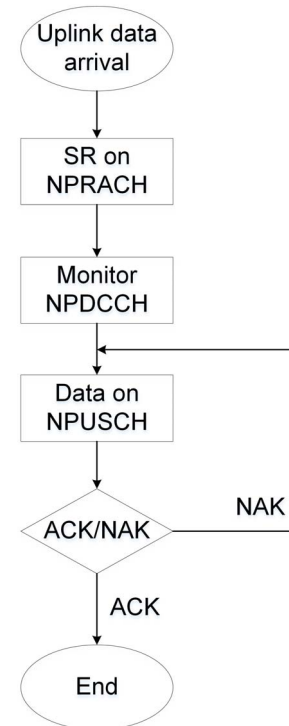 Uplink data
arrival
SR on
NPRACH
Monitor
NPDCCH
Data on
NPUSCH
ACK/NAK
NAK
ACK
End